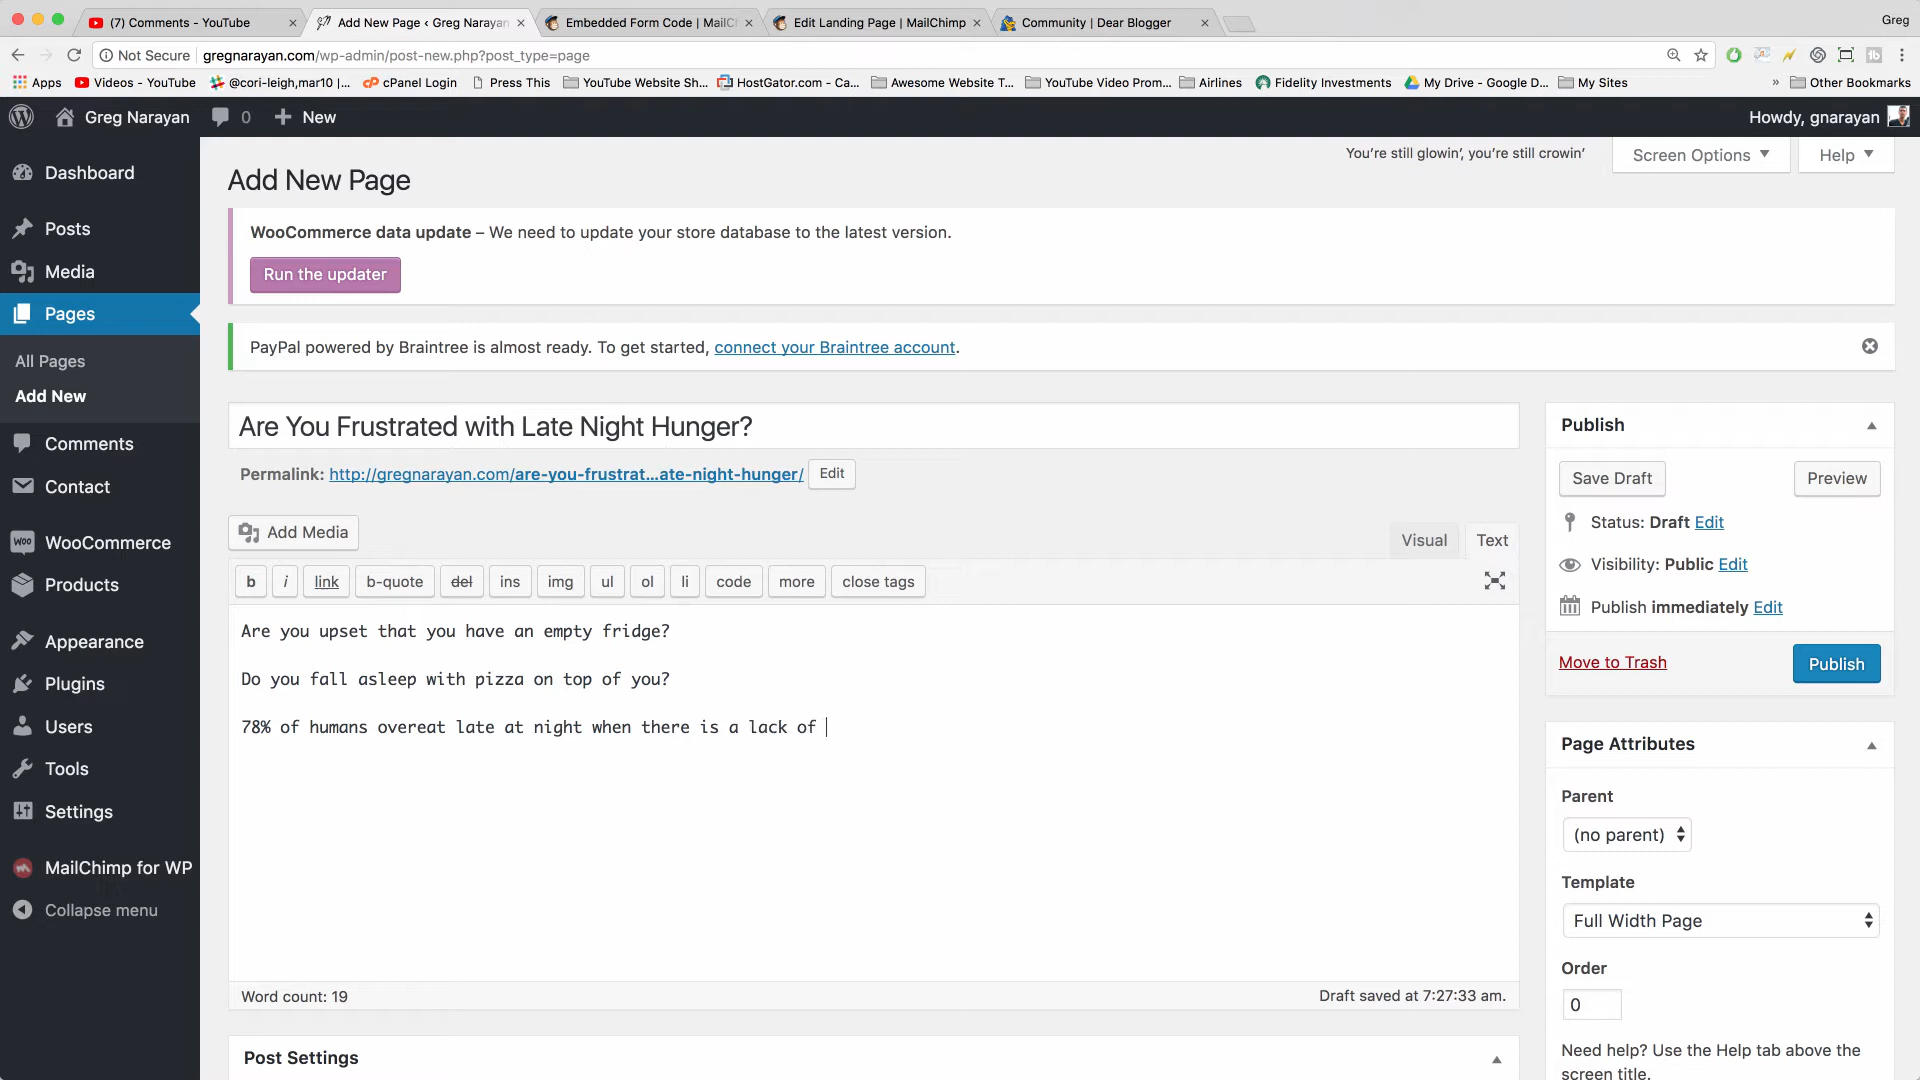 (7) Comments - YouTube
Add New Page ‹ Greg Narayan
Embedded Form Code | MailC
Edit Landing Page | MailChimp
Community | Dear Blogger
Greg
Not Secure
gregnarayan.com/wp-admin/post-new.php?post_type=page
Apps
Videos - YouTube
@cori-leigh,mar10 |...
cPanel Login
Press This
YouTube Website Sh...
HostGator.com - Ca...
Awesome Website T...
YouTube Video Prom...
Airlines
Fidelity Investments
My Drive - Google D...
My Sites
»
Other Bookmarks
Greg Narayan
0
New
Howdy, gnarayan
Dashboard
Posts
Media
Pages
All Pages
Add New
Comments
Contact
WooCommerce
Products
Appearance
Plugins
Users
Tools
Settings
MailChimp for WP
Collapse menu
You're still glowin', you're still crowin'
Screen Options
Help
Add New Page
WooCommerce data update – We need to update your store database to the latest version.
Run the updater
PayPal powered by Braintree is almost ready. To get started, connect your Braintree account.
Are You Frustrated with Late Night Hunger?
Permalink: http://gregnarayan.com/are-you-frustrat…ate-night-hunger/
Edit
Add Media
Visual
Text
b
i
link
b-quote
del
ins
img
ul
ol
li
code
more
close tags
Are you upset that you have an empty fridge?
Do you fall asleep with pizza on top of you?
78% of humans overeat late at night when there is a lack of
Word count: 19
Draft saved at 7:27:33 am.
Post Settings
Publish
Save Draft
Preview
Status: Draft Edit
Visibility: Public Edit
Publish immediately Edit
Move to Trash
Publish
Page Attributes
Parent
(no parent)
Template
Full Width Page
Order
0
Need help? Use the Help tab above the
screen title.